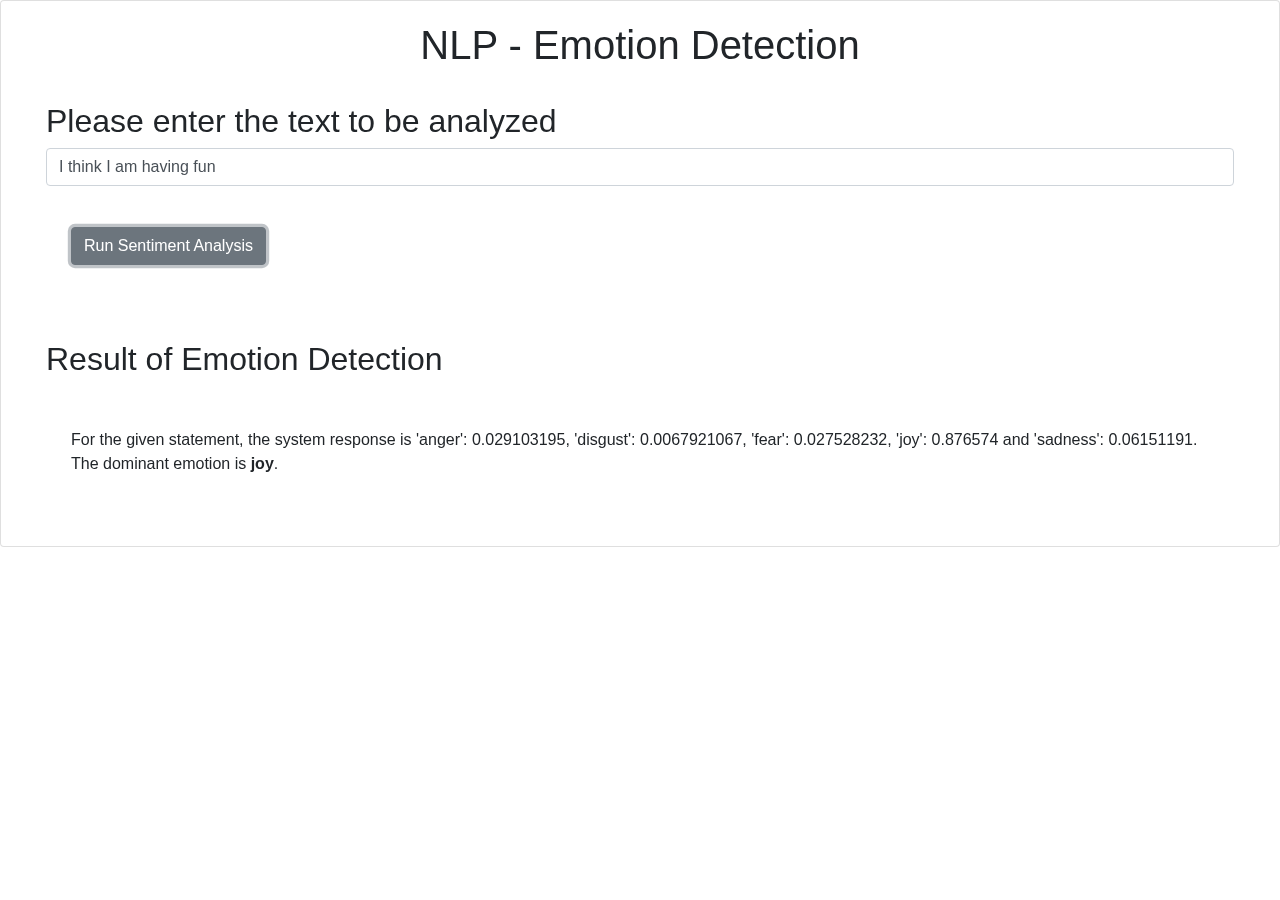 NLP - Emotion Detection
Please enter the text to be analyzed
I think I am having fun
Run Sentiment Analysis
Result of Emotion Detection
For the given statement, the system response is 'anger': 0.029103195, 'disgust': 0.0067921067, 'fear': 0.027528232, 'joy': 0.876574 and 'sadness': 0.06151191.
The dominant emotion is joy.